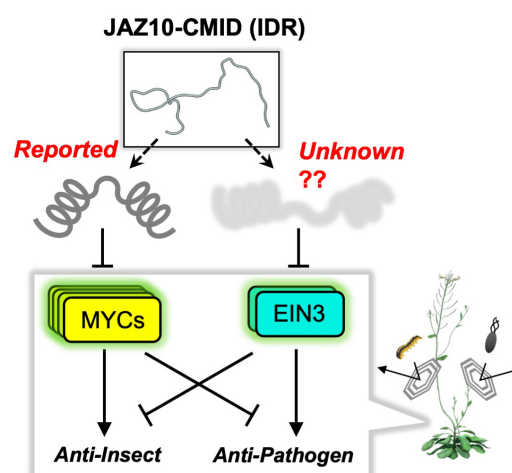 JAZ10-CMID (IDR)
Reported
Unknown
??
MYCs
EIN3
Anti-Insect
Anti-Pathogen